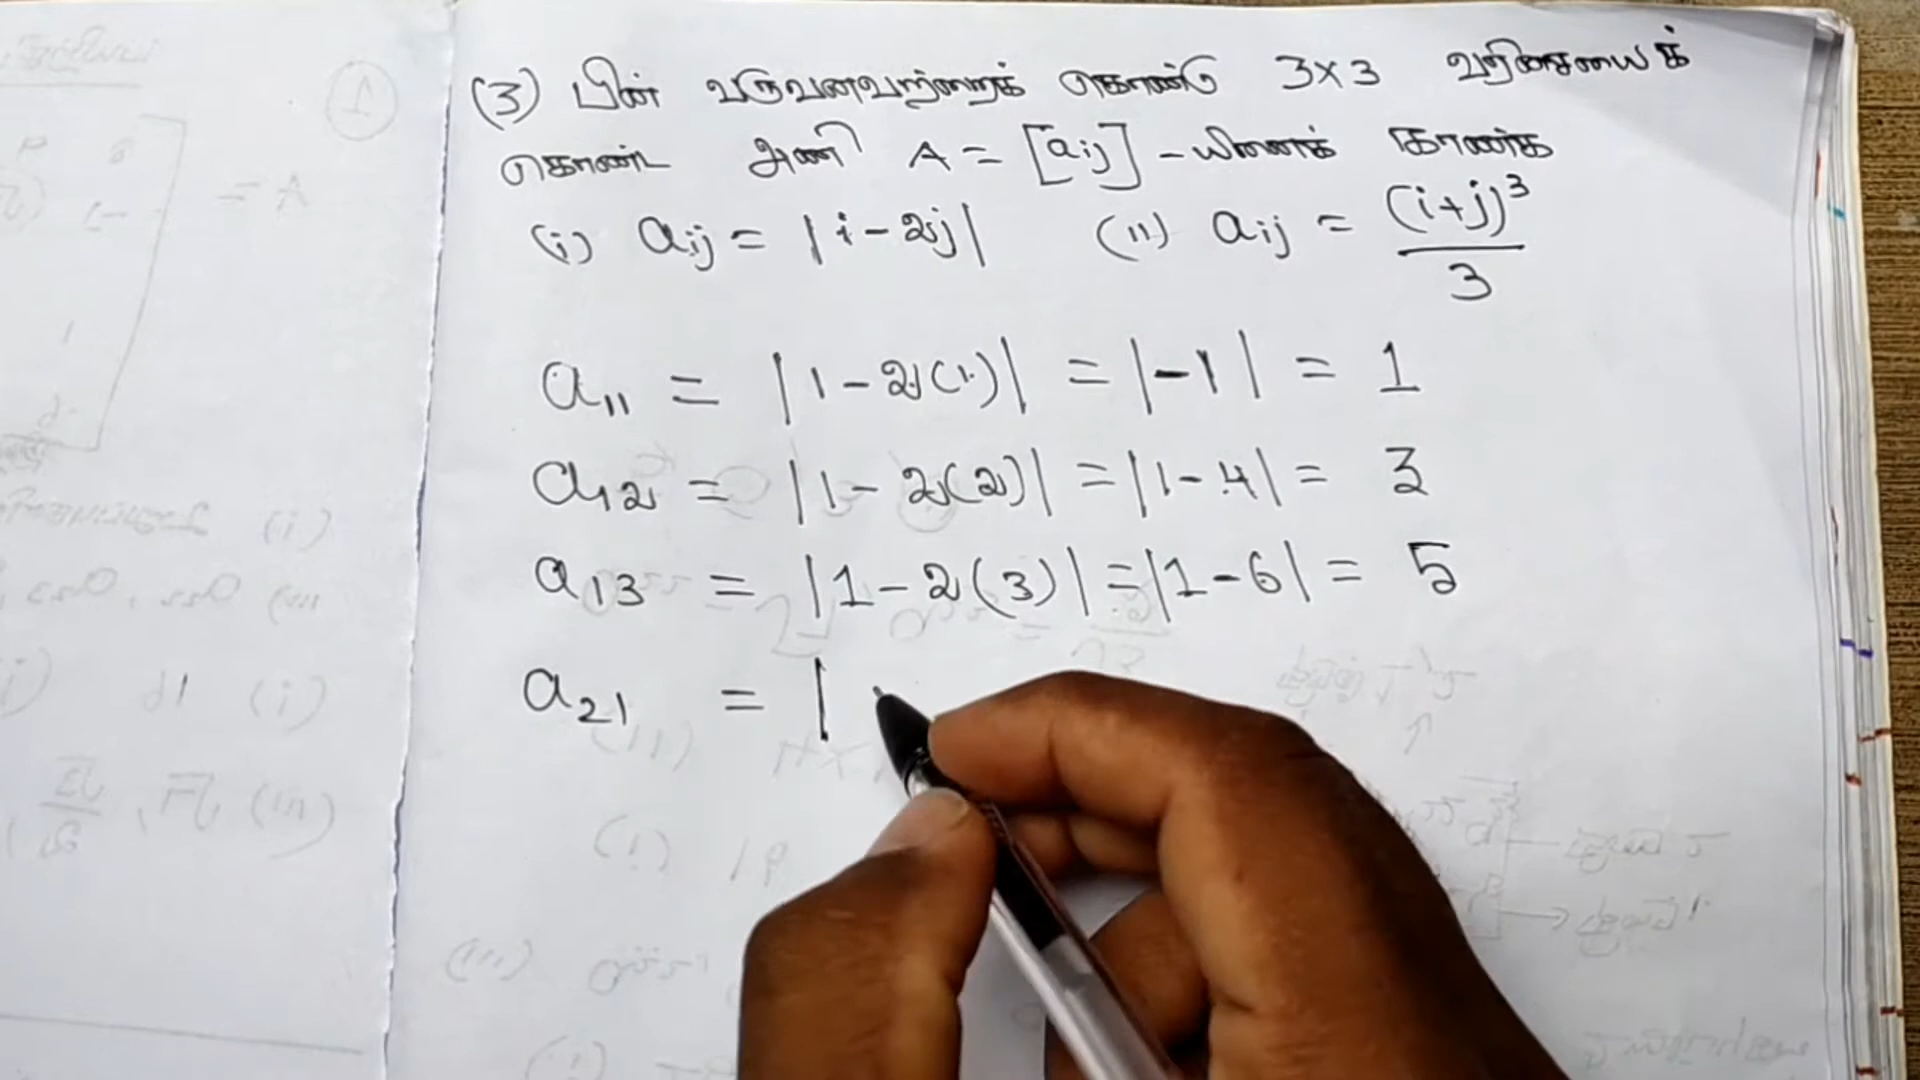 (3) பின் வருவனவற்றைக் கொண்டு 3×3 வரிசையைக்
கொண்ட அணி A = [aij] - யினைக் காண்க
(i) aij = |i - 2j| (ii) aij = (i+j)³/3
a11 = |1 - 2(1)| = |-1| = 1
a12 = |1 - 2(2)| = |1 - 4| = 3
a13 = |1 - 2(3)| = |1 - 6| = 5
a21 = |